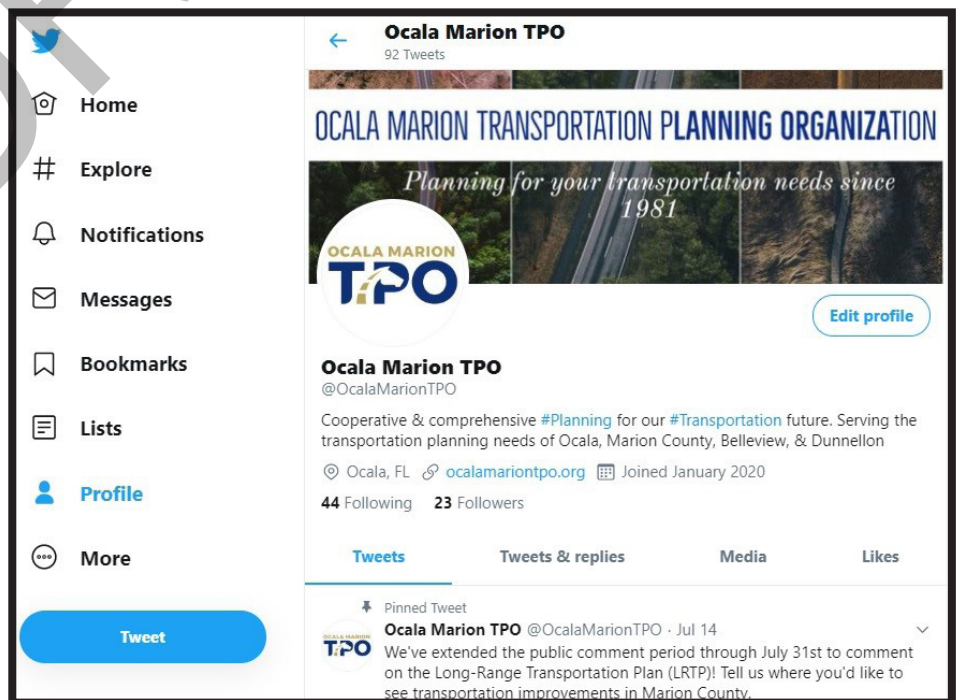 Ocala Marion TPO
92 Tweets
Home
Explore
Notifications
Messages
Bookmarks
Lists
Profile
More
Tweet
OCALA MARION TRANSPORTATION PLANNING ORGANIZATION
Planning for your transportation needs since
1981
OCALA MARION
TPO
Edit profile
Ocala Marion TPO
@OcalaMarionTPO
Cooperative & comprehensive #Planning for our #Transportation future. Serving the
transportation planning needs of Ocala, Marion County, Belleview, & Dunnellon
Ocala, FL ocalamariontpo.org Joined January 2020
44 Following 23 Followers
Tweets Tweets & replies Media Likes
Pinned Tweet
OCALA MARION
TPO
Ocala Marion TPO @OcalaMarionTPO · Jul 14
We've extended the public comment period through July 31st to comment
on the Long-Range Transportation Plan (LRTP)! Tell us where you'd like to
see transportation improvements in Marion County.